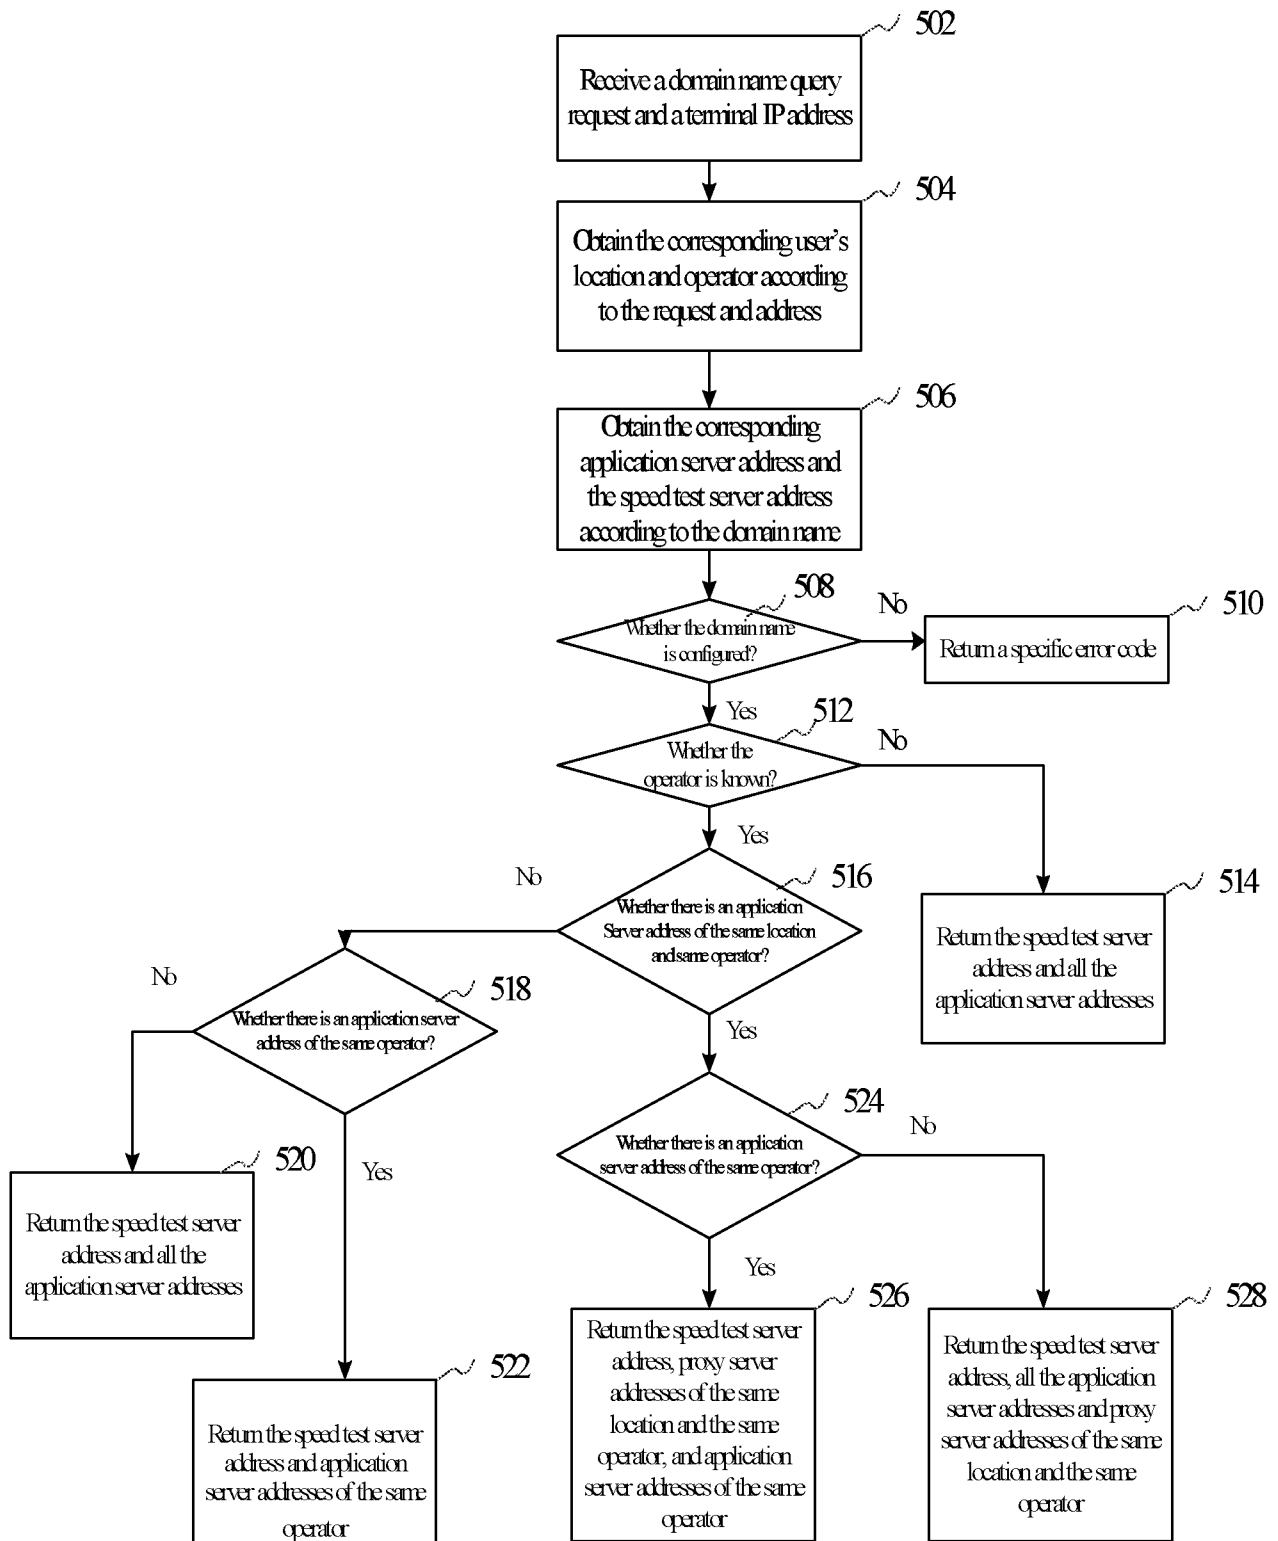 502
Receive a domain name query
request and a terminal IP address
504
Obtain the corresponding user's
location and operator according
to the request and address
506
Obtain the corresponding
application server address and
the speed test server address
according to the domain name
508
Whether the domain name
is configured?
No
510
Return a specific error code
Yes
512
Whether the
operator is known?
No
514
Return the speed test server
address and all the
application server addresses
Yes
516
Whether there is an application
Server address of the same location
and same operator?
No
518
Whether there is an application server
address of the same operator?
No
520
Return the speed test server
address and all the
application server addresses
Yes
522
Return the speed test server
address and application
server addresses of the same
operator
Yes
524
Whether there is an application
server address of the same operator?
No
Yes
526
Return the speed test server
address, proxy server
addresses of the same
location and the same
operator, and application
server addresses of the same
operator
528
Return the speed test server
address, all the application
server addresses and proxy
server addresses of the same
location and the same
operator